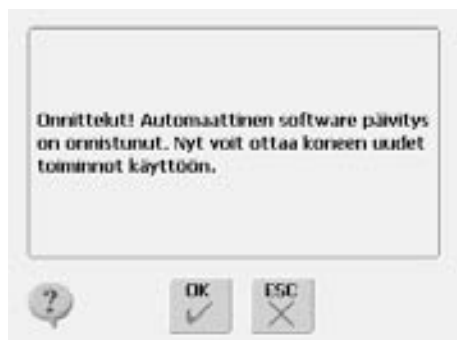 Onnittelut! Automaattinen software päivitys
on onnistunut. Nyt voit ottaa koneen uudet
toiminnot käyttöön.
?
OK
ESC